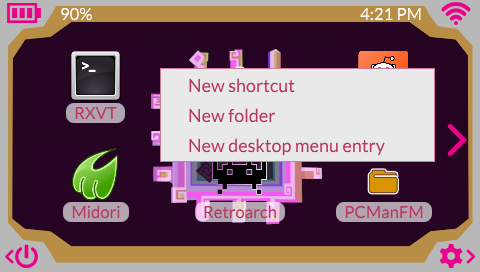 90%
4:21 PM
>_
New shortcut
New folder
New desktop menu entry
RXVT
Midori
Retroarch
PCManFM